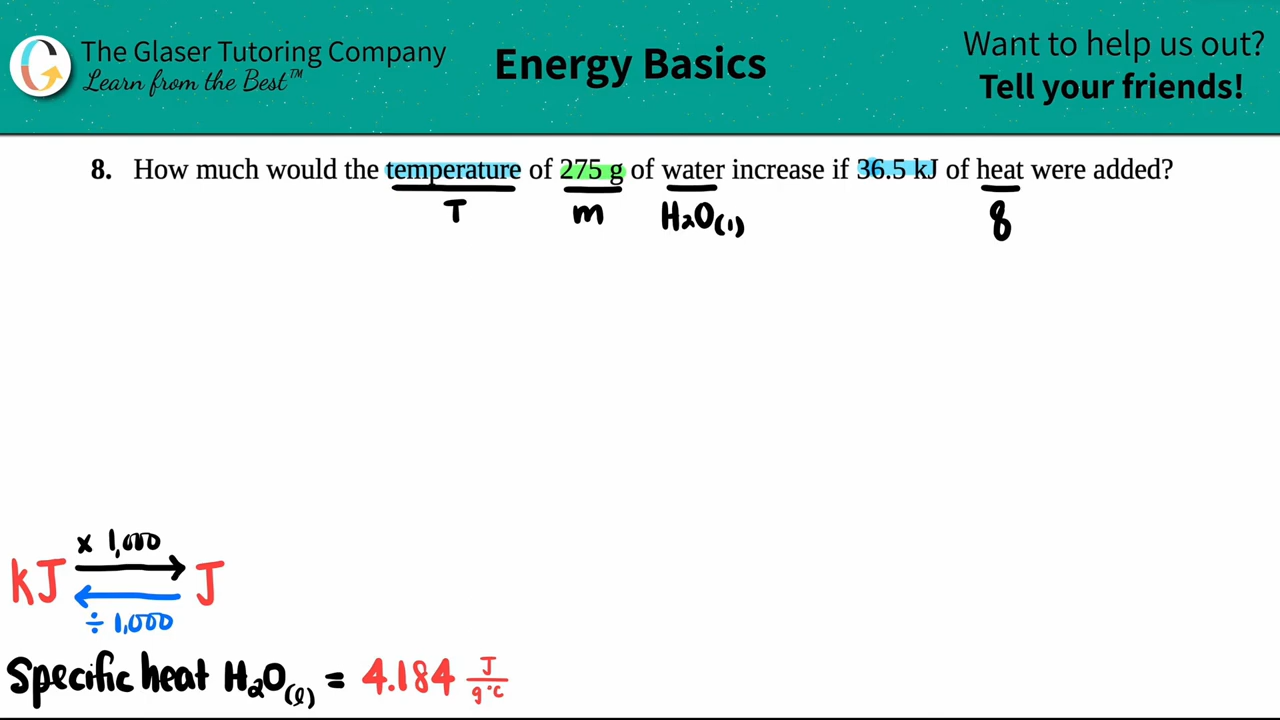 The Glaser Tutoring Company
Learn from the Best™
Energy Basics
Want to help us out?
Tell your friends!
8. How much would the temperature of 275 g of water increase if 36.5 kJ of heat were added?
T m H₂O(l) q
x 1,000
kJ J
÷ 1,000
Specific heat H₂O(l) = 4.184 J/g°C